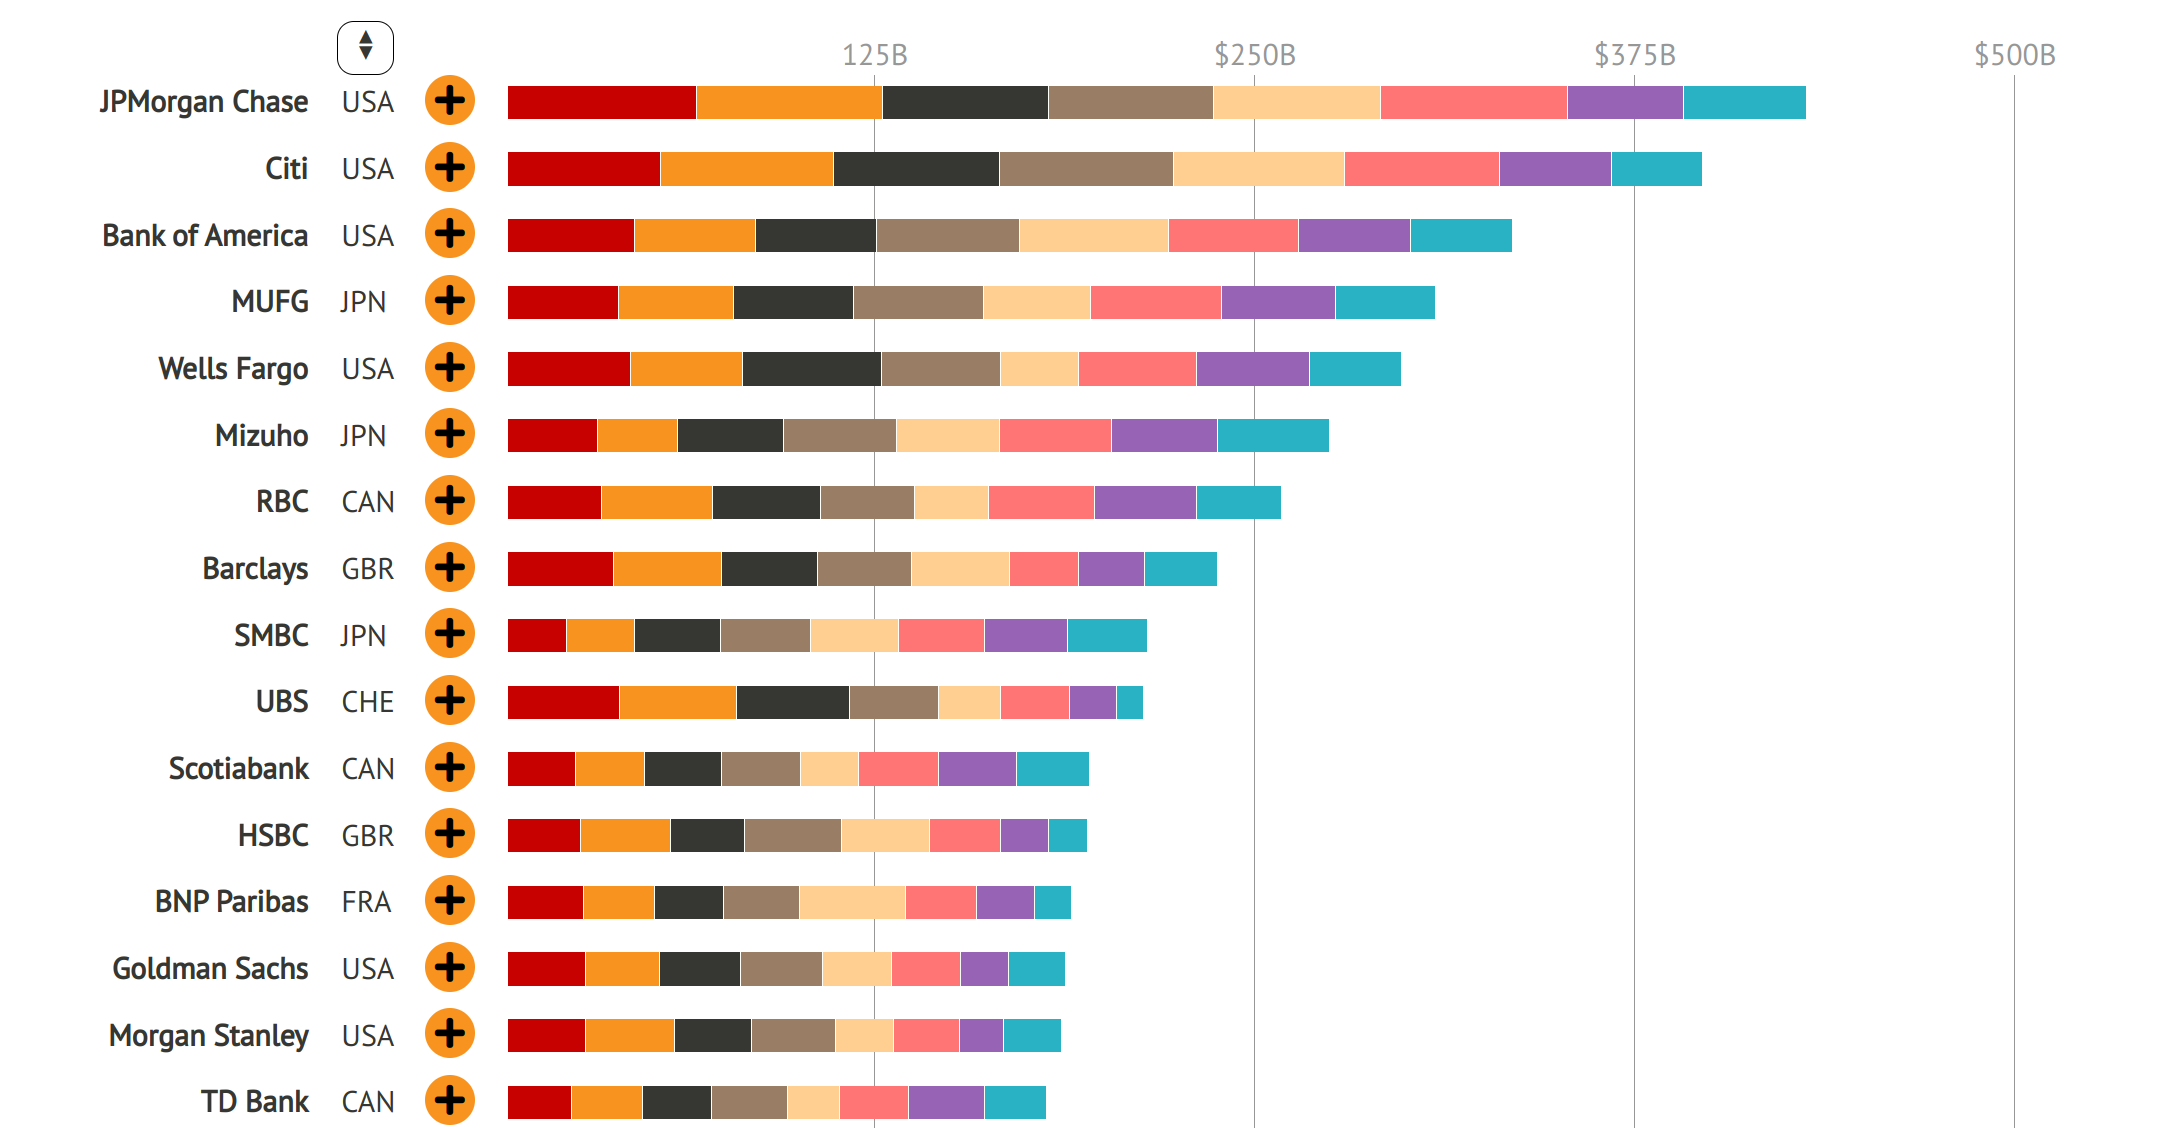 125B $250B $375B $500B
JPMorgan Chase USA
Citi USA
Bank of America USA
MUFG JPN
Wells Fargo USA
Mizuho JPN
RBC CAN
Barclays GBR
SMBC JPN
UBS CHE
Scotiabank CAN
HSBC GBR
BNP Paribas FRA
Goldman Sachs USA
Morgan Stanley USA
TD Bank CAN